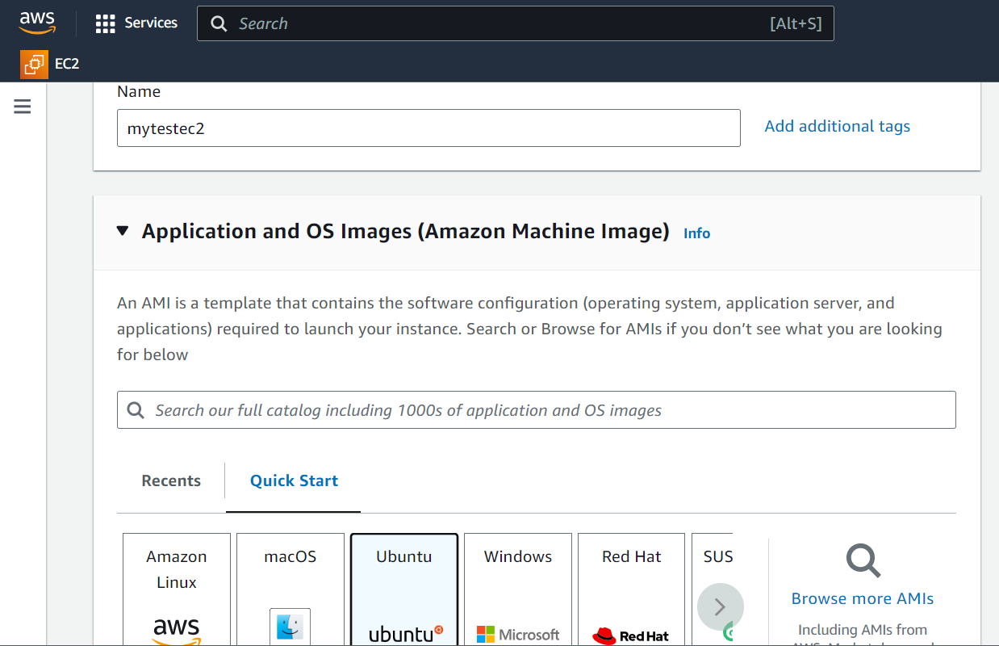 aws
Services
Search
[Alt+S]
EC2
Name
mytestec2
Add additional tags
Application and OS Images (Amazon Machine Image)
Info
An AMI is a template that contains the software configuration (operating system, application server, and
applications) required to launch your instance. Search or Browse for AMIs if you don’t see what you are looking
for below
Search our full catalog including 1000s of application and OS images
Recents
Quick Start
Amazon
Linux
aws
macOS
Ubuntu
ubuntu
Windows
Microsoft
Red Hat
Red Hat
SUS
Browse more AMIs
Including AMIs from